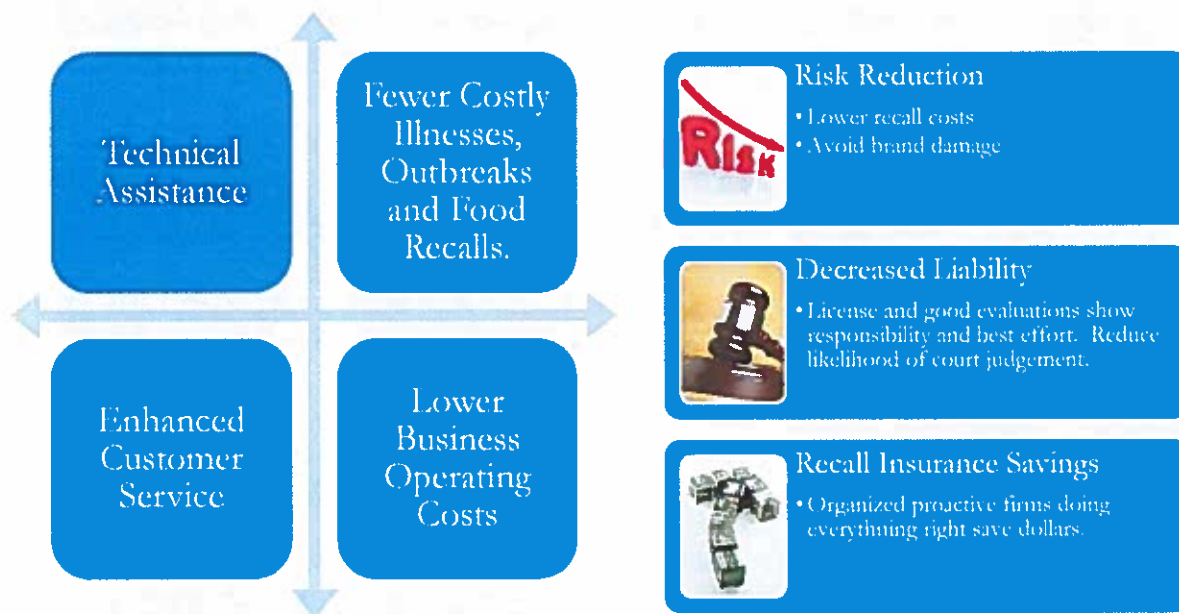 Technical
Assistance
Fewer Costly
Illnesses,
Outbreaks
and Food
Recalls.
Enhanced
Customer
Service
Lower
Business
Operating
Costs
Risk Reduction
RISK
• Lower recall costs
• Avoid brand damage
Decreased Liability
• License and good evaluations show
responsibility and best effort. Reduce
likelihood of court judgement.
Recall Insurance Savings
• Organized proactive firms doing
everything right save dollars.